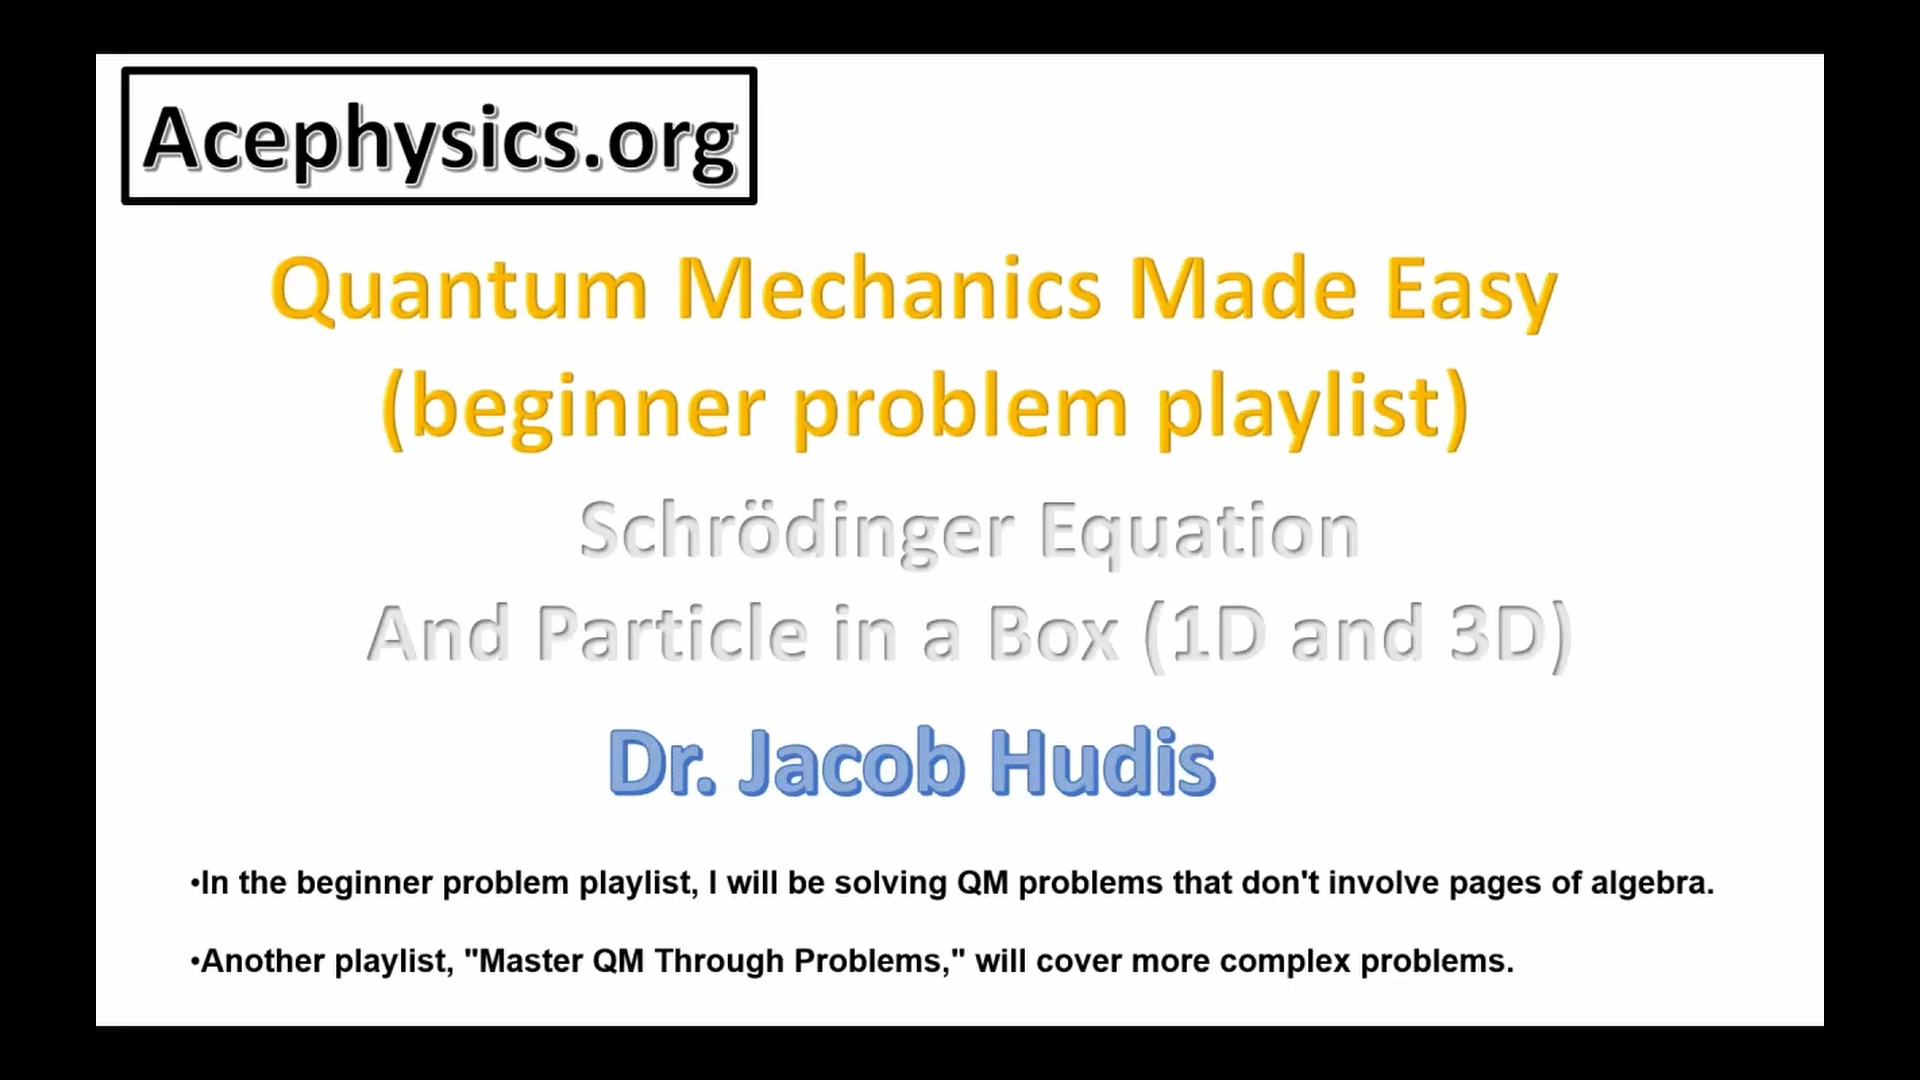 Acephysics.org
Quantum Mechanics Made Easy
(beginner problem playlist)
Schrödinger Equation
And Particle in a Box (1D and 3D)
Dr. Jacob Hudis
•In the beginner problem playlist, I will be solving QM problems that don't involve pages of algebra.
•Another playlist, "Master QM Through Problems," will cover more complex problems.